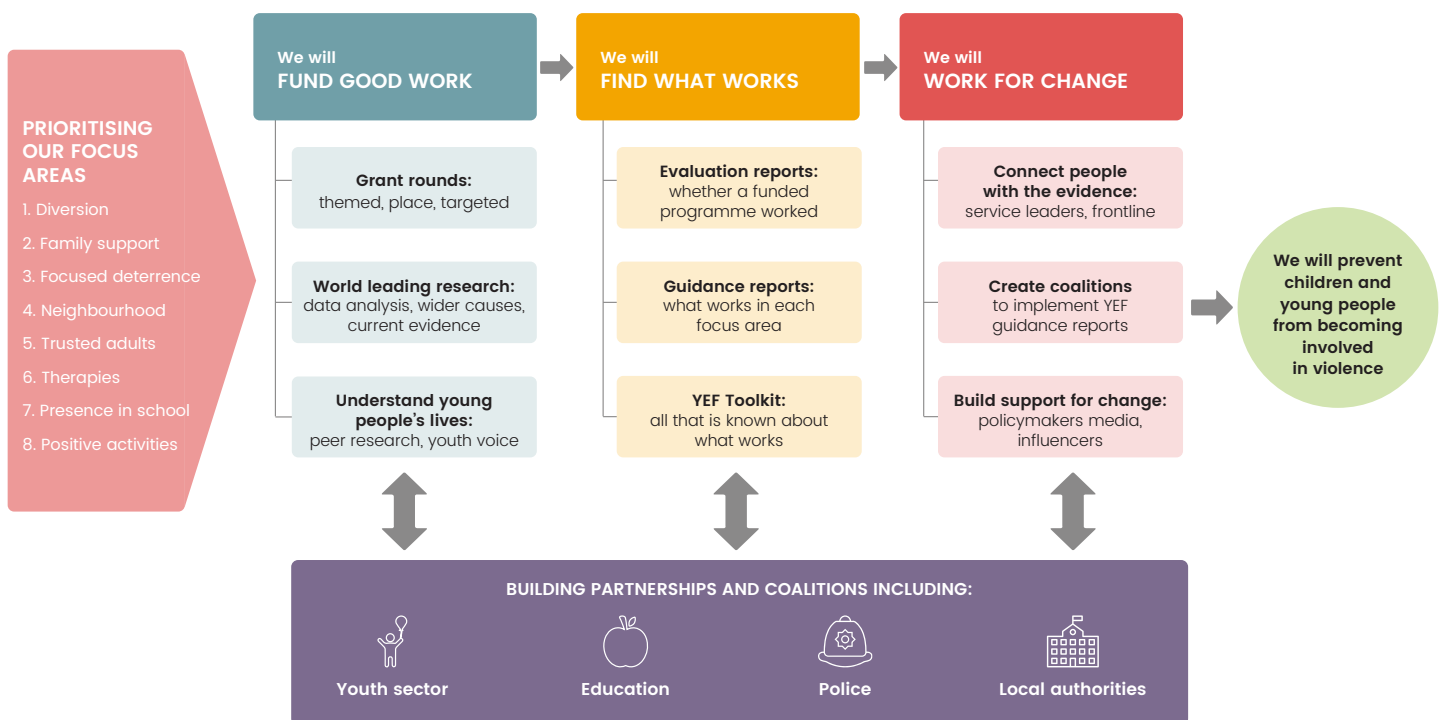 PRIORITISING
OUR FOCUS
AREAS
1. Diversion
2. Family support
3. Focused deterrence
4. Neighbourhood
5. Trusted adults
6. Therapies
7. Presence in school
8. Positive activities
We will
FUND GOOD WORK
Grant rounds:
themed, place, targeted
World leading research:
data analysis, wider causes,
current evidence
Understand young
people’s lives:
peer research, youth voice
We will
FIND WHAT WORKS
Evaluation reports:
whether a funded
programme worked
Guidance reports:
what works in each
focus area
YEF Toolkit:
all that is known about
what works
We will
WORK FOR CHANGE
Connect people
with the evidence:
service leaders, frontline
Create coalitions
to implement YEF
guidance reports
Build support for change:
policymakers media,
influencers
We will prevent
children and
young people
from becoming
involved
in violence
BUILDING PARTNERSHIPS AND COALITIONS INCLUDING:
Youth sector
Education
Police
Local authorities